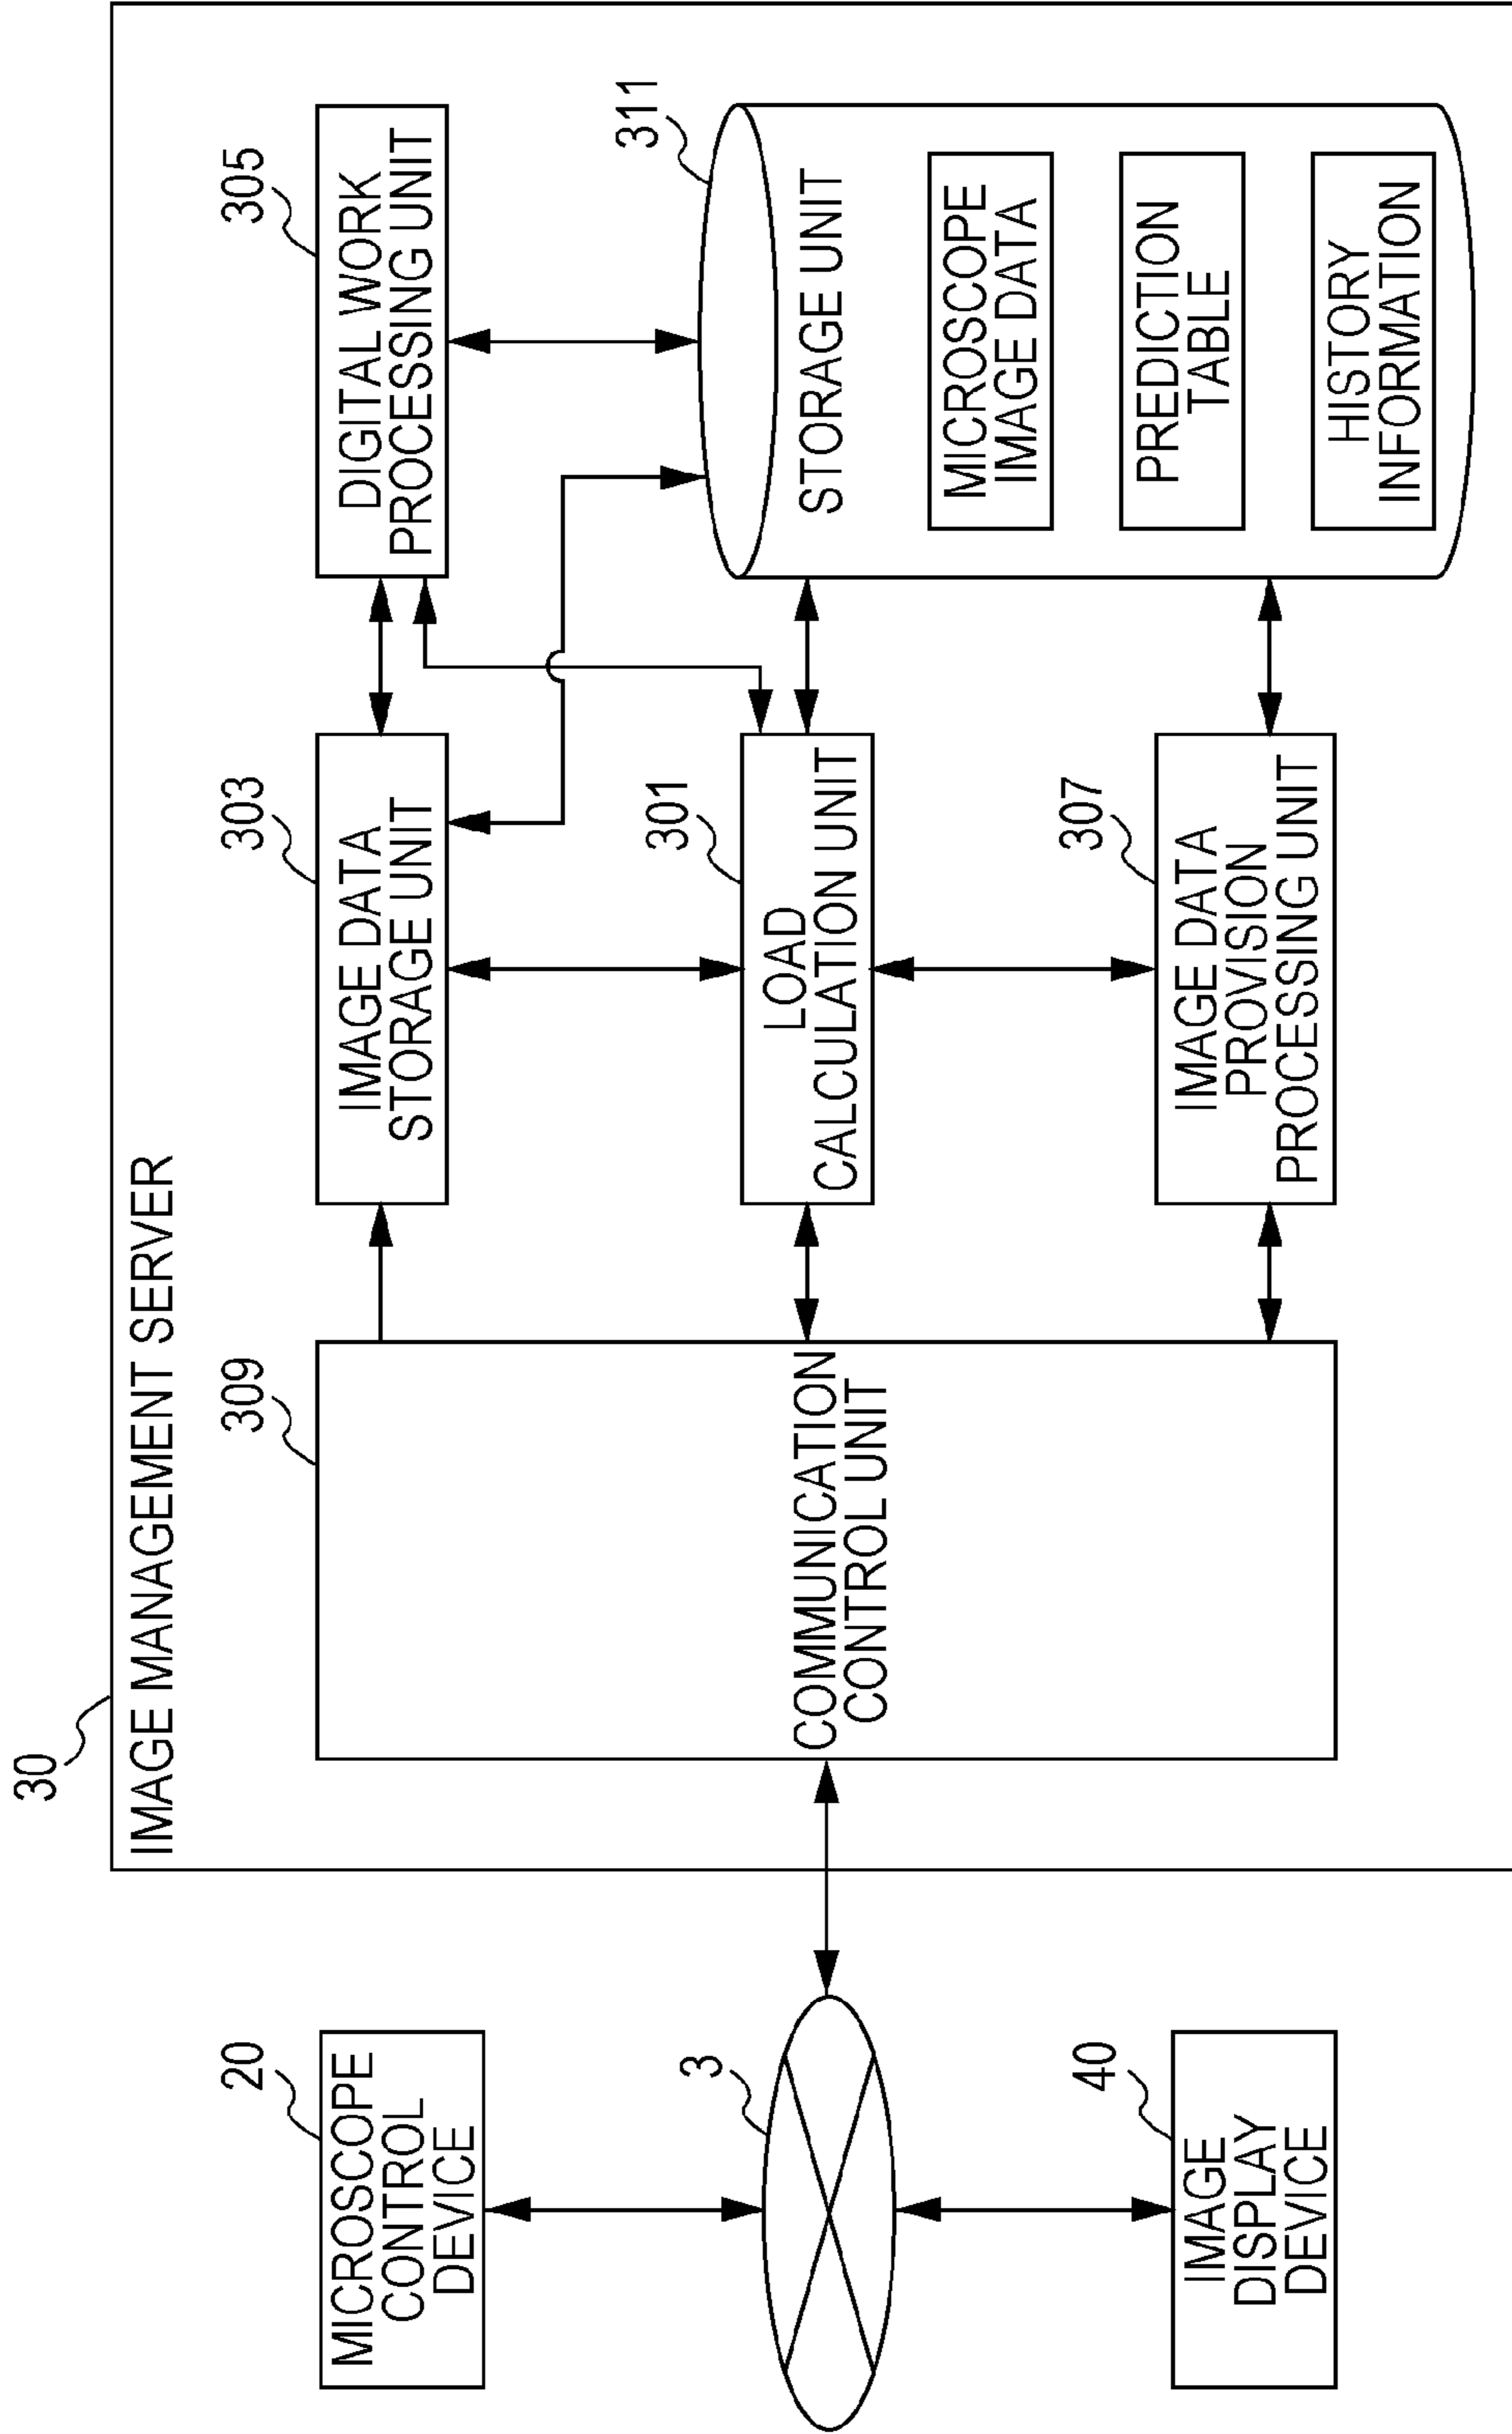 30
IMAGE MANAGEMENT SERVER
20
MICROSCOPE
CONTROL
DEVICE
3
40
IMAGE
DISPLAY
DEVICE
309
COMMUNICATION
CONTROL UNIT
303
IMAGE DATA
STORAGE UNIT
301
LOAD
CALCULATION UNIT
307
IMAGE DATA
PROVISION
PROCESSING UNIT
305
DIGITAL WORK
PROCESSING UNIT
311
STORAGE UNIT
MICROSCOPE
IMAGE DATA
PREDICTION
TABLE
HISTORY
INFORMATION